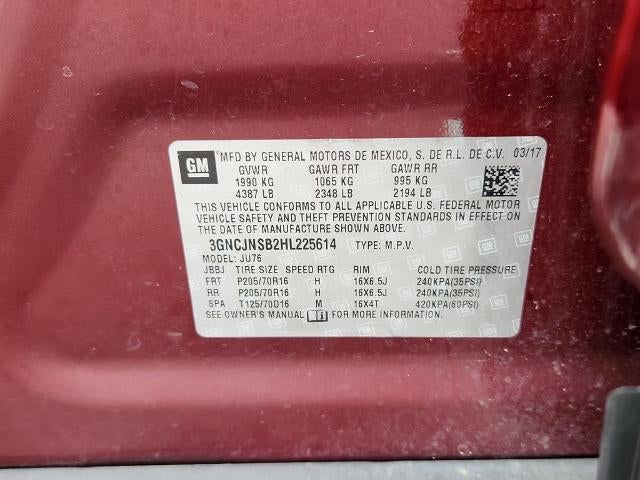 GM MFD BY GENERAL MOTORS DE MEXICO, S. DE R.L. DE C.V. 03/17
GVWR GAWR FRT GAWR RR
1990 KG 1065 KG 995 KG
4387 LB 2348 LB 2194 LB
THIS VEHICLE CONFORMS TO ALL APPLICABLE U.S. FEDERAL MOTOR
VEHICLE SAFETY AND THEFT PREVENTION STANDARDS IN EFFECT ON
THE DATE OF MANUFACTURE SHOWN ABOVE.
3GNCJNSB2HL225614 TYPE: M.P.V.
MODEL: JU76
JBBJ TIRE SIZE SPEED RTG RIM COLD TIRE PRESSURE
FRT P205/70R16 H 16X6.5J 240KPA(35PSI)
RR P205/70R16 H 16X6.5J 240KPA(35PSI)
SPA T125/70D16 M 16X4T 420KPA(60PSI)
SEE OWNER'S MANUAL FOR MORE INFORMATION.